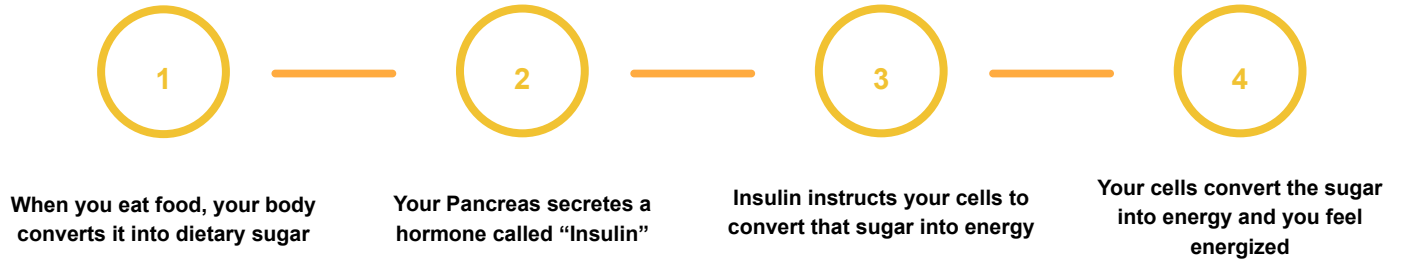 1
2
3
4
When you eat food, your body
converts it into dietary sugar
Your Pancreas secretes a
hormone called “Insulin”
Insulin instructs your cells to
convert that sugar into energy
Your cells convert the sugar
into energy and you feel
energized